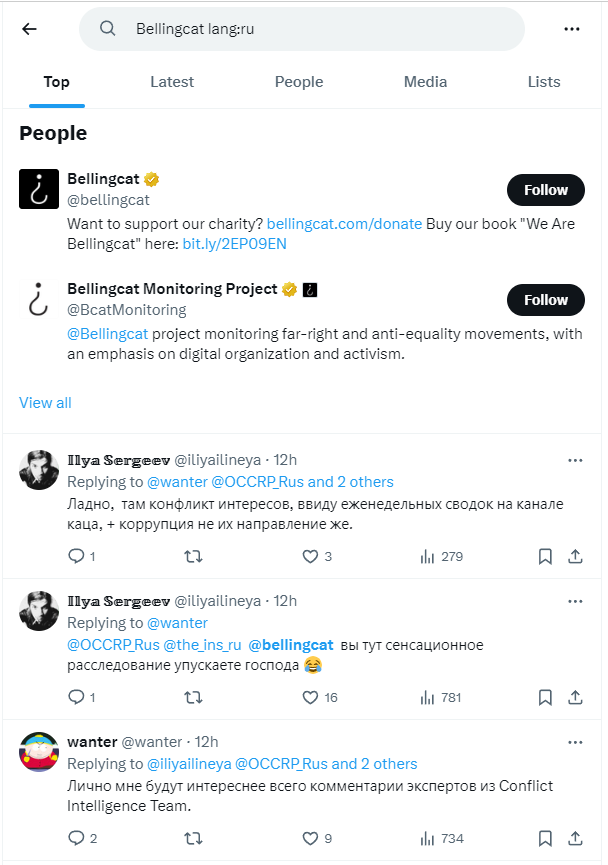 Bellingcat lang:ru
Top Latest People Media Lists
People
Bellingcat
@bellingcat
Follow
Want to support our charity? bellingcat.com/donate Buy our book "We Are
Bellingcat" here: bit.ly/2EP09EN
Bellingcat Monitoring Project
@BcatMonitoring
Follow
@Bellingcat project monitoring far-right and anti-equality movements, with
an emphasis on digital organization and activism.
View all
𝕀𝕝𝕪𝕒 𝕊𝕖𝕣𝕘𝕖𝕖𝕧 @iliyailineya · 12h
Replying to @wanter @OCCRP_Rus and 2 others
Ладно, там конфликт интересов, ввиду еженедельных сводок на канале
каца, + коррупция не их направление же.
1 3 279
𝕀𝕝𝕪𝕒 𝕊𝕖𝕣𝕘𝕖𝕖𝕧 @iliyailineya · 12h
Replying to @wanter
@OCCRP_Rus @the_ins_ru @bellingcat вы тут сенсационное
расследование упускаете господа 😂
1 16 781
wanter @wanter · 12h
Replying to @iliyailineya @OCCRP_Rus and 2 others
Лично мне будут интереснее всего комментарии экспертов из Conflict
Intelligence Team.
2 9 734